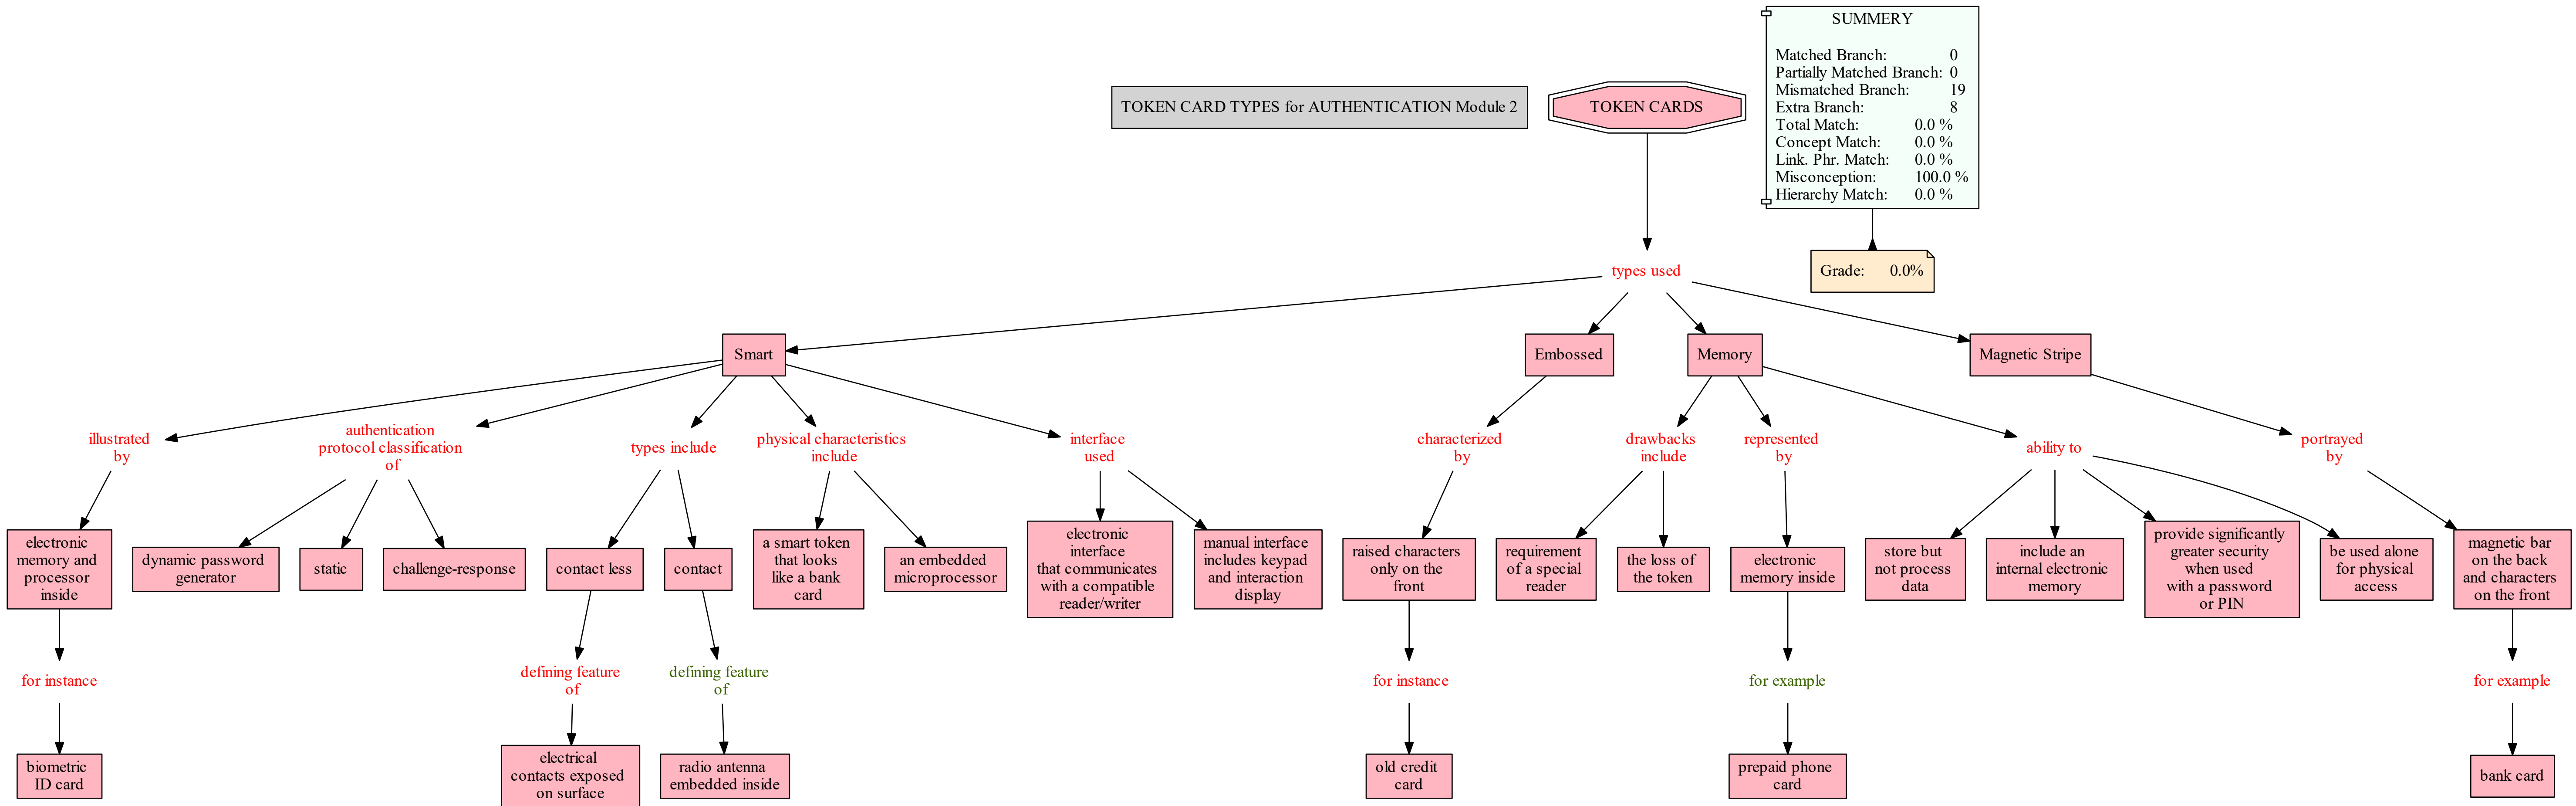 SUMMERY
Matched Branch: 0
Partially Matched Branch: 0
Mismatched Branch: 19
Extra Branch: 8
Total Match: 0.0 %
Concept Match: 0.0 %
Link. Phr. Match: 0.0 %
Misconception: 100.0 %
Hierarchy Match: 0.0 %
TOKEN CARD TYPES for AUTHENTICATION Module 2
TOKEN CARDS
Grade: 0.0%
types used
Smart
Embossed
Memory
Magnetic Stripe
illustrated
by
authentication
protocol classification
of
types include
physical characteristics
include
interface
used
characterized
by
drawbacks
include
represented
by
ability to
portrayed
by
electronic
memory and
processor
inside
dynamic password
generator
static
challenge-response
contact less
contact
a smart token
that looks
like a bank
card
an embedded
microprocessor
electronic
interface
that communicates
with a compatible
reader/writer
manual interface
includes keypad
and interaction
display
raised characters
only on the
front
requirement
of a special
reader
the loss of
the token
electronic
memory inside
store but
not process
data
include an
internal electronic
memory
provide significantly
greater security
when used
with a password
or PIN
be used alone
for physical
access
magnetic bar
on the back
and characters
on the front
for instance
defining feature
of
defining feature
of
for instance
for example
for example
biometric
ID card
electrical
contacts exposed
on surface
radio antenna
embedded inside
old credit
card
prepaid phone
card
bank card